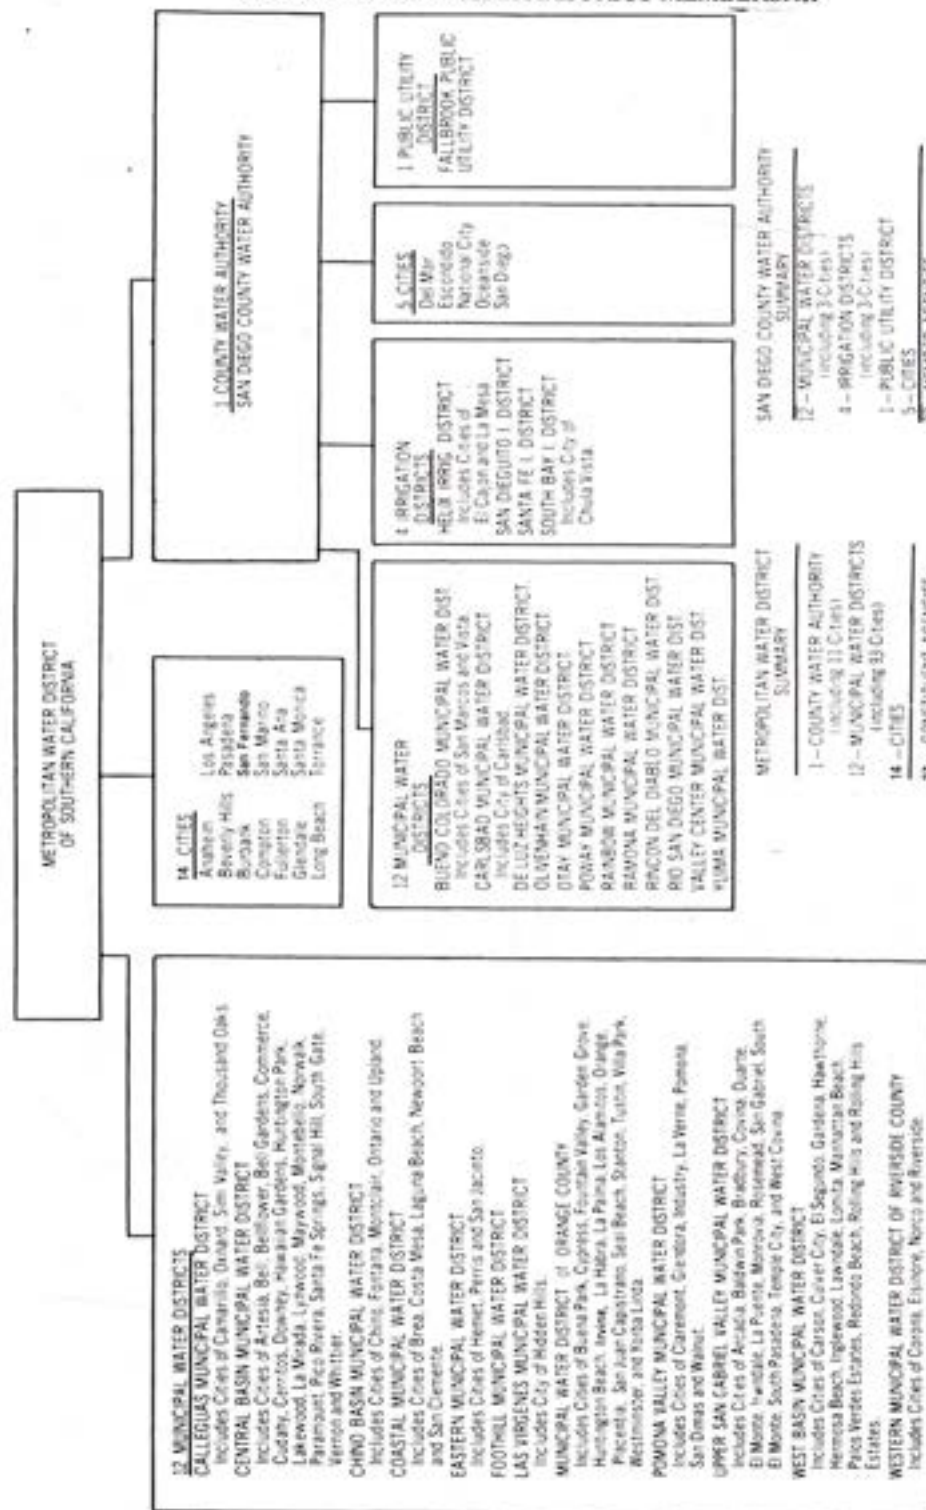 METROPOLITAN WATER DISTRICT
OF SOUTHERN CALIFORNIA
12 MUNICIPAL WATER DISTRICTS
CALLEGUAS MUNICIPAL WATER DISTRICT
Includes Cities of Camarillo, Oxnard, Simi Valley, and Thousand Oaks.
CENTRAL BASIN MUNICIPAL WATER DISTRICT
Includes Cities of Artesia, Bell, Bellflower, Bell Gardens, Commerce,
Cudahy, Cerritos, Downey, Hawaiian Gardens, Huntington Park,
Lakewood, La Mirada, Lynwood, Maywood, Montebello, Norwalk,
Paramount, Pico Rivera, Santa Fe Springs, Signal Hill, South Gate,
Vernon and Whittier.
CHINO BASIN MUNICIPAL WATER DISTRICT
Includes Cities of Chino, Fontana, Montclair, Ontario and Upland.
COASTAL MUNICIPAL WATER DISTRICT
Includes Cities of Brea, Costa Mesa, Laguna Beach, Newport Beach
and San Clemente.
EASTERN MUNICIPAL WATER DISTRICT
Includes Cities of Hemet, Perris and San Jacinto.
FOOTHILL MUNICIPAL WATER DISTRICT
LAS VIRGENES MUNICIPAL WATER DISTRICT
Includes City of Hidden Hills.
MUNICIPAL WATER DISTRICT of ORANGE COUNTY
Includes Cities of Buena Park, Cypress, Fountain Valley, Garden Grove,
Huntington Beach, Irvine, La Habra, La Palma, Los Alamitos, Orange,
Placentia, San Juan Capistrano, Seal Beach, Stanton, Tustin, Villa Park,
Westminster, and Yorba Linda.
POMONA VALLEY MUNICIPAL WATER DISTRICT
Includes Cities of Claremont, Glendora, Industry, La Verne, Pomona,
San Dimas and Walnut.
UPPER SAN GABRIEL VALLEY MUNICIPAL WATER DISTRICT
Includes Cities of Arcadia, Baldwin Park, Bradbury, Covina, Duarte,
El Monte, Irwindale, La Puente, Monrovia, Rosemead, San Gabriel, South
El Monte, South Pasadena, Temple City, and West Covina.
WEST BASIN MUNICIPAL WATER DISTRICT
Includes Cities of Carson, Culver City, El Segundo, Gardena, Hawthorne,
Hermosa Beach, Inglewood, Lawndale, Lomita, Manhattan Beach,
Palos Verdes Estates, Redondo Beach, Rolling Hills and Rolling Hills
Estates.
WESTERN MUNICIPAL WATER DISTRICT OF RIVERSIDE COUNTY
Includes Cities of Corona, Elsinore, Norco and Riverside.
14 CITIES
Anaheim Los Angeles
Beverly Hills Pasadena
Burbank San Fernando
Compton San Marino
Fullerton Santa Ana
Glendale Santa Monica
Long Beach Torrance
1 COUNTY WATER AUTHORITY
SAN DIEGO COUNTY WATER AUTHORITY
12 MUNICIPAL WATER
DISTRICTS
BUENO COLORADO MUNICIPAL WATER DIST.
Includes Cities of San Marcos and Vista.
CARLSBAD MUNICIPAL WATER DISTRICT
Includes City of Carlsbad.
DE LUZ HEIGHTS MUNICIPAL WATER DISTRICT
OLIVENHAIN MUNICIPAL WATER DISTRICT
OTAY MUNICIPAL WATER DISTRICT
POWAY MUNICIPAL WATER DISTRICT
RAINBOW MUNICIPAL WATER DISTRICT
RAMONA MUNICIPAL WATER DISTRICT
RINCON DEL DIABLO MUNICIPAL WATER DIST.
RIO SAN DIEGO MUNICIPAL WATER DIST.
VALLEY CENTER MUNICIPAL WATER DIST.
YUIMA MUNICIPAL WATER DIST.
4 IRRIGATION
DISTRICTS
HELIX IRRIG. DISTRICT
Includes Cities of
El Cajon and La Mesa
SAN DIEGUITO I. DISTRICT
SANTA FE I. DISTRICT
SOUTH BAY I. DISTRICT
Includes City of
Chula Vista.
5 CITIES
Del Mar
Escondido
National City
Oceanside
San Diego
1 PUBLIC UTILITY
DISTRICT
FALLBROOK PUBLIC
UTILITY DISTRICT
METROPOLITAN WATER DISTRICT
SUMMARY
1 – COUNTY WATER AUTHORITY
(including 11 Cities)
12 – MUNICIPAL WATER DISTRICTS
(including 93 Cities)
14 – CITIES
SAN DIEGO COUNTY WATER AUTHORITY
SUMMARY
12 – MUNICIPAL WATER DISTRICTS
(including 3 Cities)
4 – IRRIGATION DISTRICTS
(including 3 Cities)
1 – PUBLIC UTILITY DISTRICT
5 – CITIES